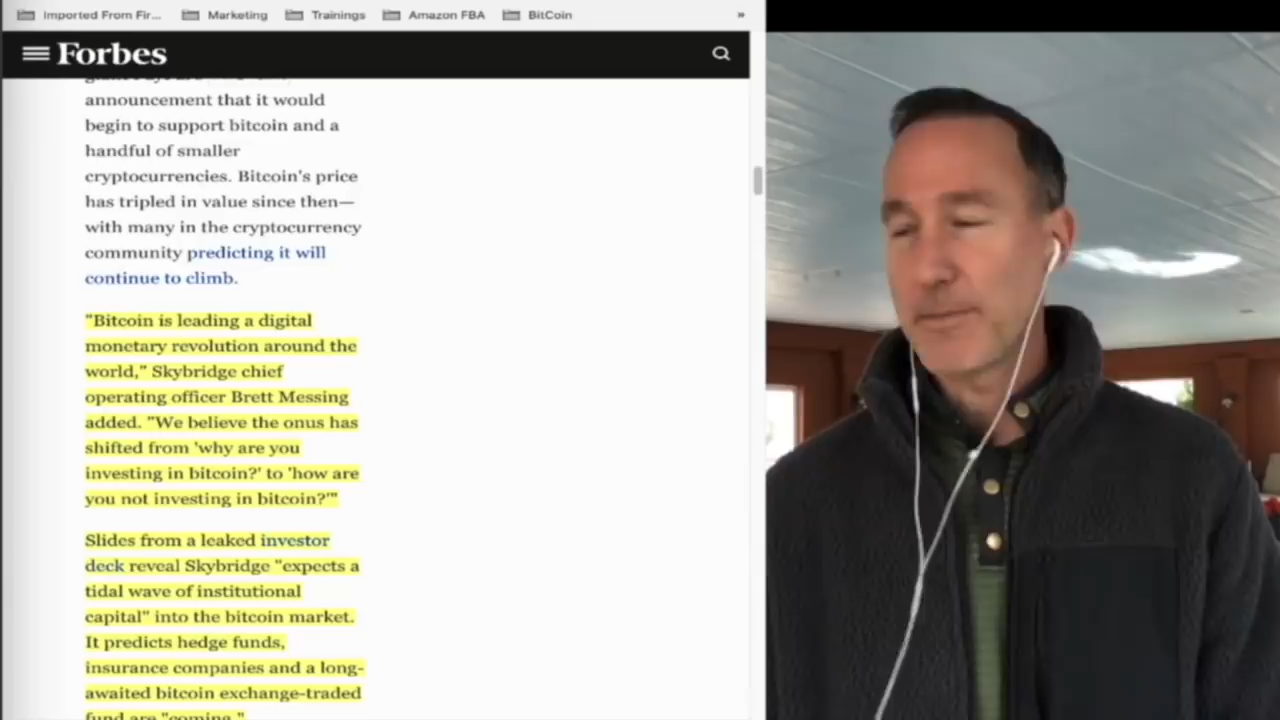 Imported From Fir... Marketing Trainings Amazon FBA BitCoin »
Forbes
announcement that it would
begin to support bitcoin and a
handful of smaller
cryptocurrencies. Bitcoin's price
has tripled in value since then—
with many in the cryptocurrency
community predicting it will
continue to climb.
"Bitcoin is leading a digital
monetary revolution around the
world," Skybridge chief
operating officer Brett Messing
added. "We believe the onus has
shifted from 'why are you
investing in bitcoin?' to 'how are
you not investing in bitcoin?'"
Slides from a leaked investor
deck reveal Skybridge "expects a
tidal wave of institutional
capital" into the bitcoin market.
It predicts hedge funds,
insurance companies and a long-
awaited bitcoin exchange-traded
fund are "coming."